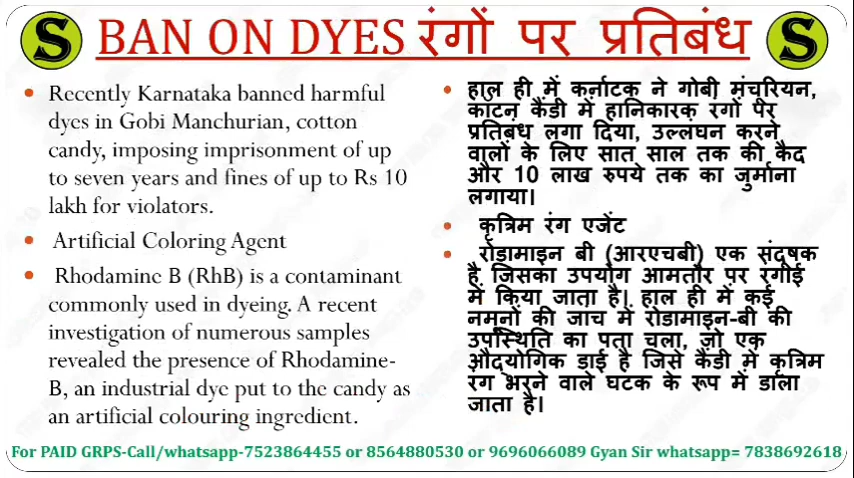 S BAN ON DYES रंगों पर प्रतिबंध S
• Recently Karnataka banned harmful
dyes in Gobi Manchurian, cotton
candy, imposing imprisonment of up
to seven years and fines of up to Rs 10
lakh for violators.
• Artificial Coloring Agent
• Rhodamine B (RhB) is a contaminant
commonly used in dyeing. A recent
investigation of numerous samples
revealed the presence of Rhodamine-
B, an industrial dye put to the candy as
an artificial colouring ingredient.
• हाल ही में कर्नाटक ने गोबी मंचूरियन,
कॉटन कैंडी में हानिकारक रंगों पर
प्रतिबंध लगा दिया, उल्लंघन करने
वालों के लिए सात साल तक की कैद
और 10 लाख रुपये तक का जुर्माना
लगाया।
• कृत्रिम रंग एजेंट
• रोडामाइन बी (आरएचबी) एक संदूषक
है जिसका उपयोग आमतौर पर रंगाई
में किया जाता है। हाल ही में कई
नमूनों की जांच में रोडामाइन-बी की
उपस्थिति का पता चला, जो एक
औद्योगिक डाई है जिसे कैंडी में कृत्रिम
रंग भरने वाले घटक के रूप में डाला
जाता है।
For PAID GRPS-Call/whatsapp-7523864455 or 8564880530 or 9696066089 Gyan Sir whatsapp= 7838692618